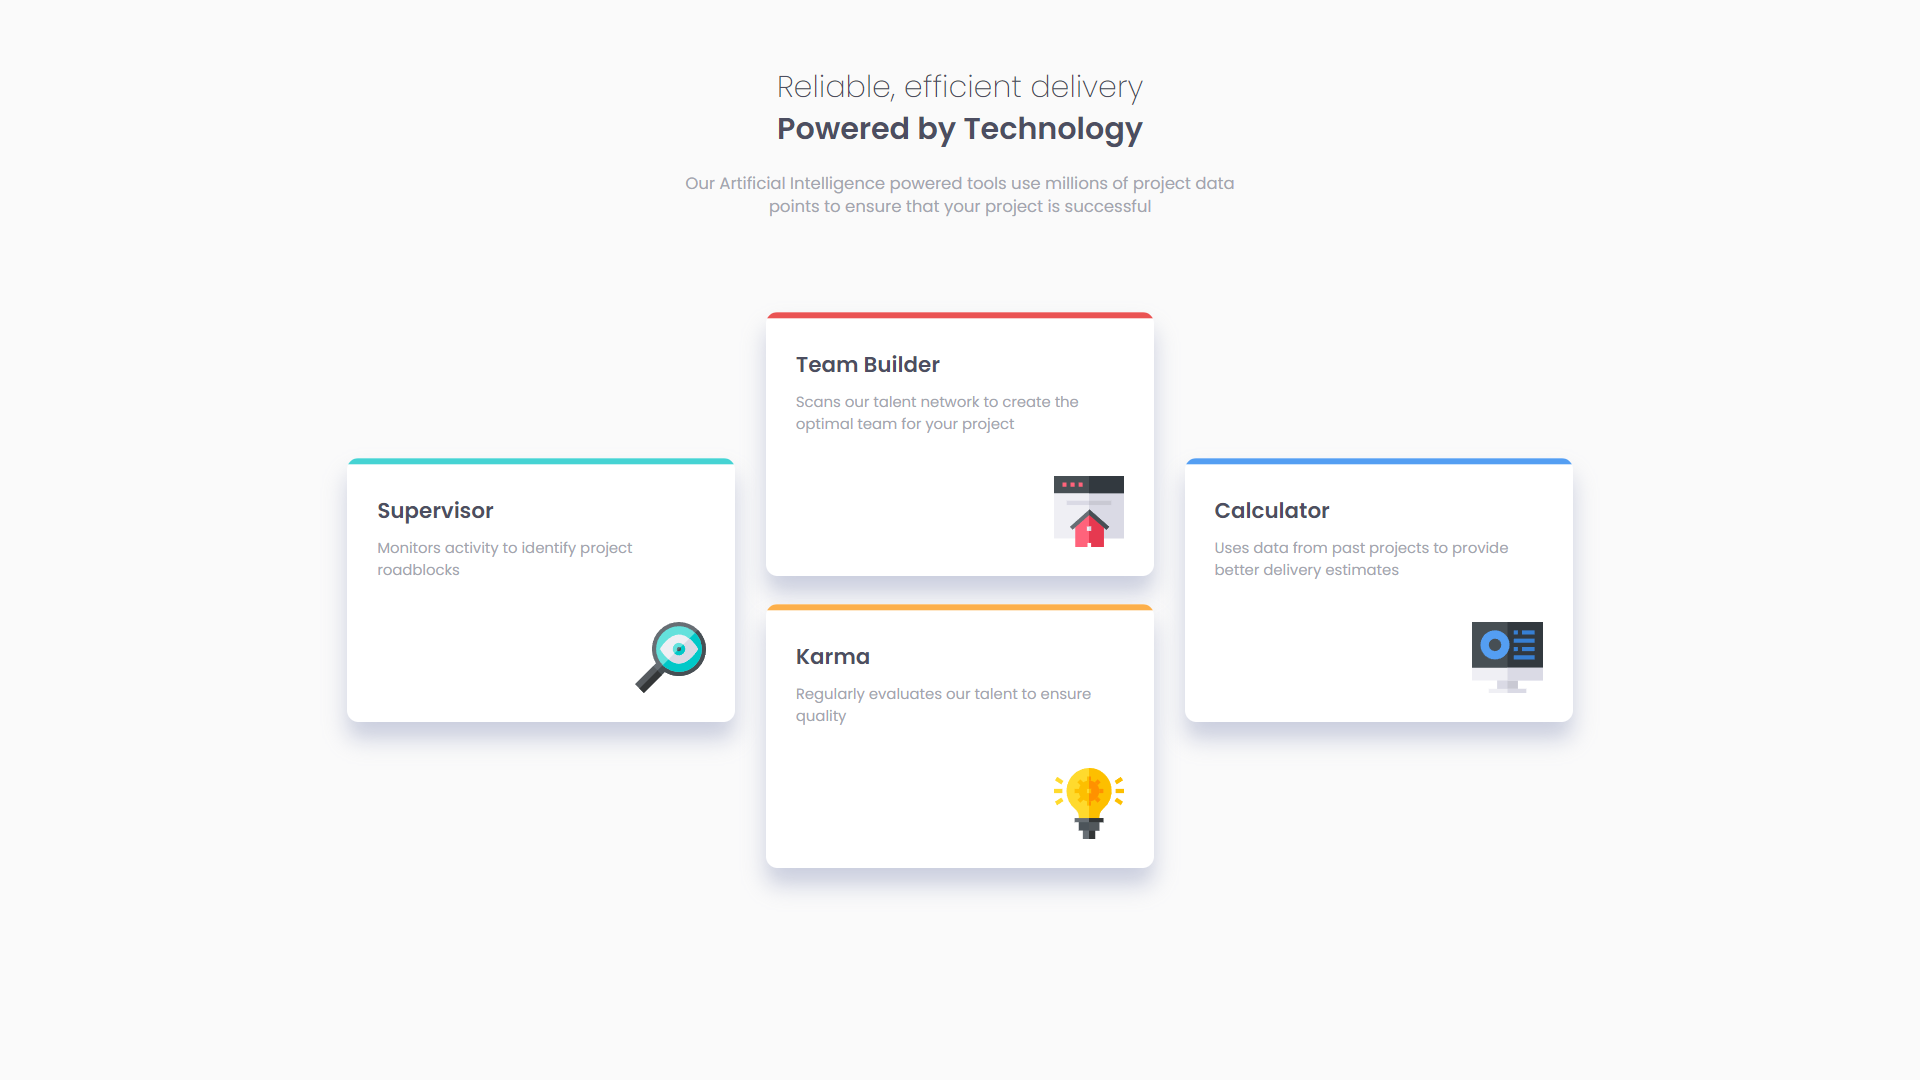 Reliable, efficient delivery
Powered by Technology
Our Artificial Intelligence powered tools use millions of project data
points to ensure that your project is successful
Supervisor
Monitors activity to identify project
roadblocks
Team Builder
Scans our talent network to create the
optimal team for your project
Karma
Regularly evaluates our talent to ensure
quality
Calculator
Uses data from past projects to provide
better delivery estimates